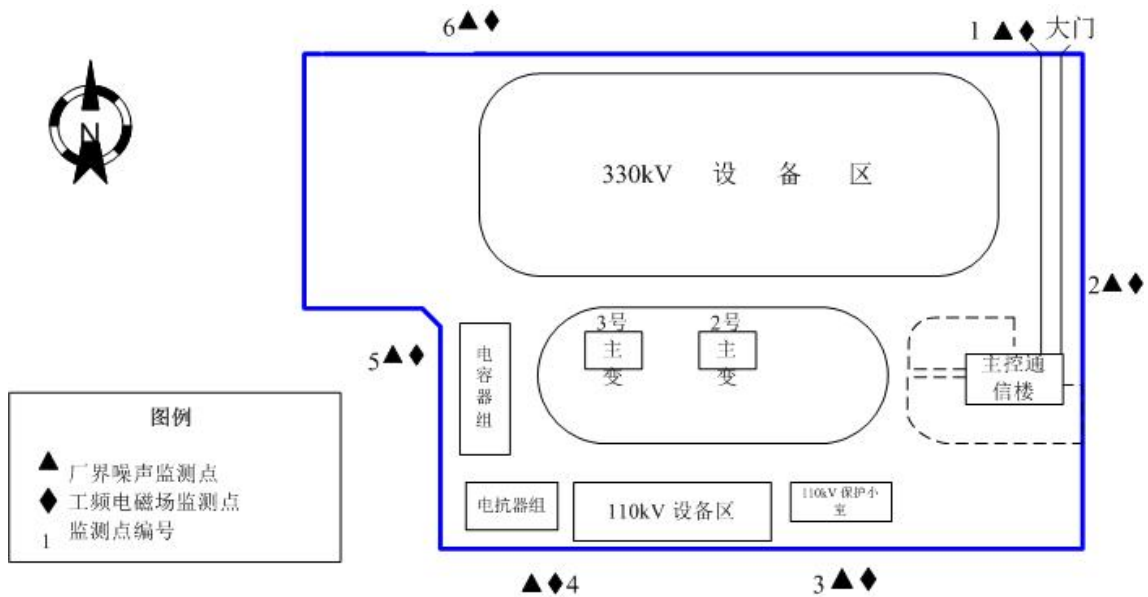 6▲◆
1 ▲◆ 大门
N
330kV 设 备 区
2▲◆
3号
主
变
2号
主
变
主控通
信楼
5▲◆
电
容
器
组
图例
▲ 厂界噪声监测点
◆ 工频电磁场监测点
1 监测点编号
电抗器组
110kV 设备区
110kV 保护小
室
▲◆4
3▲◆